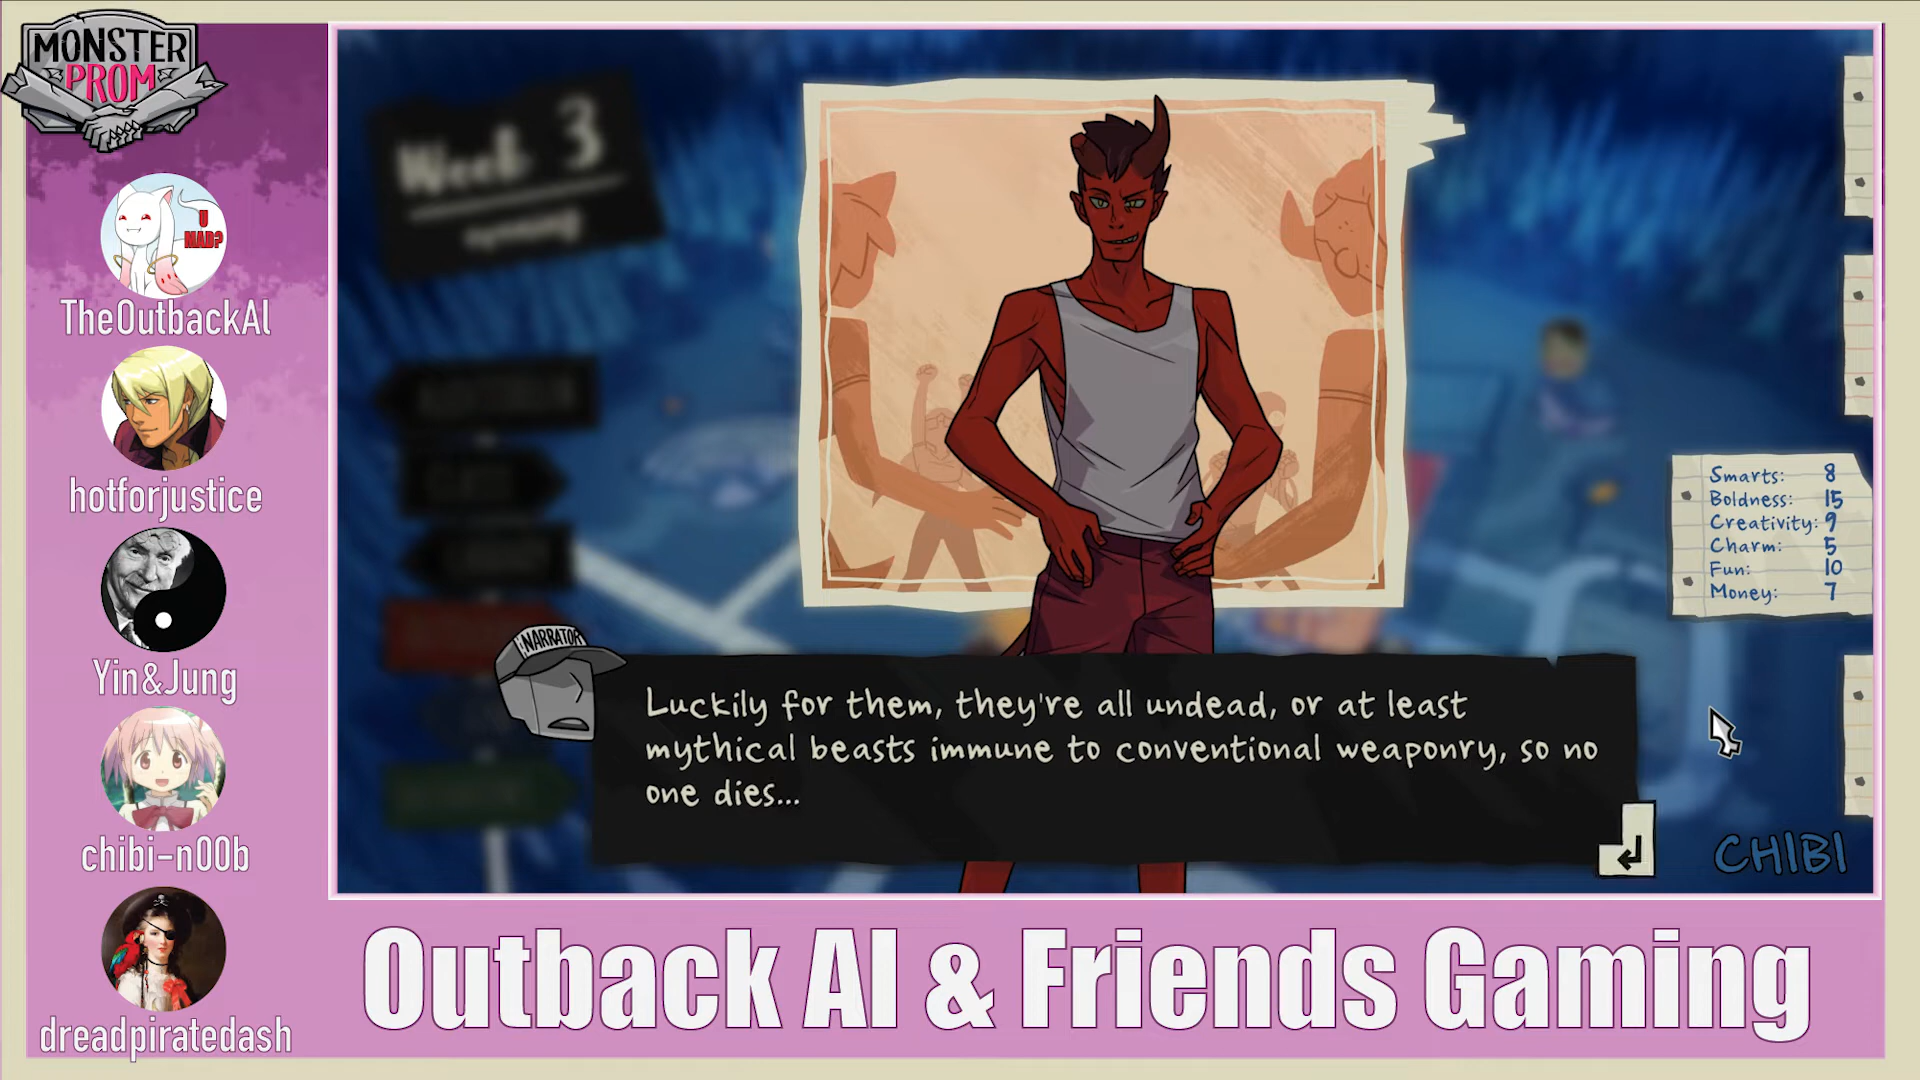 MONSTER
PROM
U
MAD?
TheOutbackAl
hotforjustice
Yin&Jung
chibi-n00b
dreadpiratedash
Week 3
Smarts: 8
Boldness: 15
Creativity: 9
Charm: 5
Fun: 10
Money: 7
NARRATOR
Luckily for them, they're all undead, or at least
mythical beasts immune to conventional weaponry, so no
one dies...
CHIBI
Outback Al & Friends Gaming